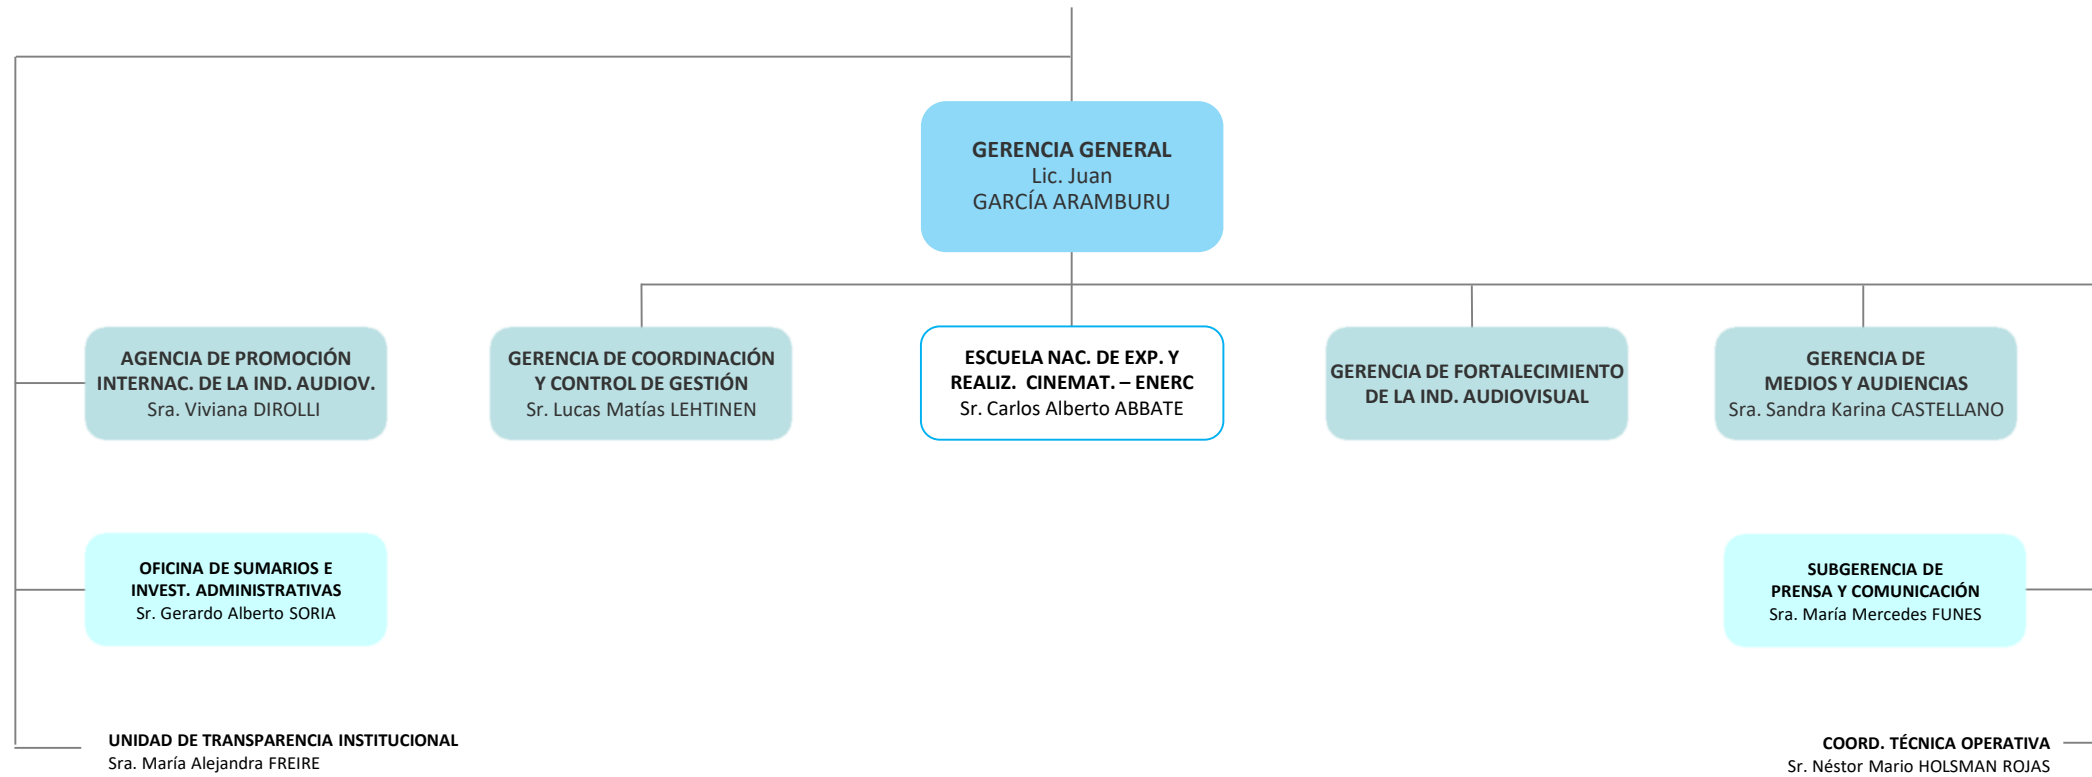 GERENCIA GENERAL
Lic. Juan
GARCÍA ARAMBURU
AGENCIA DE PROMOCIÓN
INTERNAC. DE LA IND. AUDIOV.
Sra. Viviana DIROLLI
GERENCIA DE COORDINACIÓN
Y CONTROL DE GESTIÓN
Sr. Lucas Matías LEHTINEN
ESCUELA NAC. DE EXP. Y
REALIZ. CINEMAT. – ENERC
Sr. Carlos Alberto ABBATE
GERENCIA DE FORTALECIMIENTO
DE LA IND. AUDIOVISUAL
GERENCIA DE
MEDIOS Y AUDIENCIAS
Sra. Sandra Karina CASTELLANO
OFICINA DE SUMARIOS E
INVEST. ADMINISTRATIVAS
Sr. Gerardo Alberto SORIA
SUBGERENCIA DE
PRENSA Y COMUNICACIÓN
Sra. María Mercedes FUNES
UNIDAD DE TRANSPARENCIA INSTITUCIONAL
Sra. María Alejandra FREIRE
COORD. TÉCNICA OPERATIVA
Sr. Néstor Mario HOLSMAN ROJAS